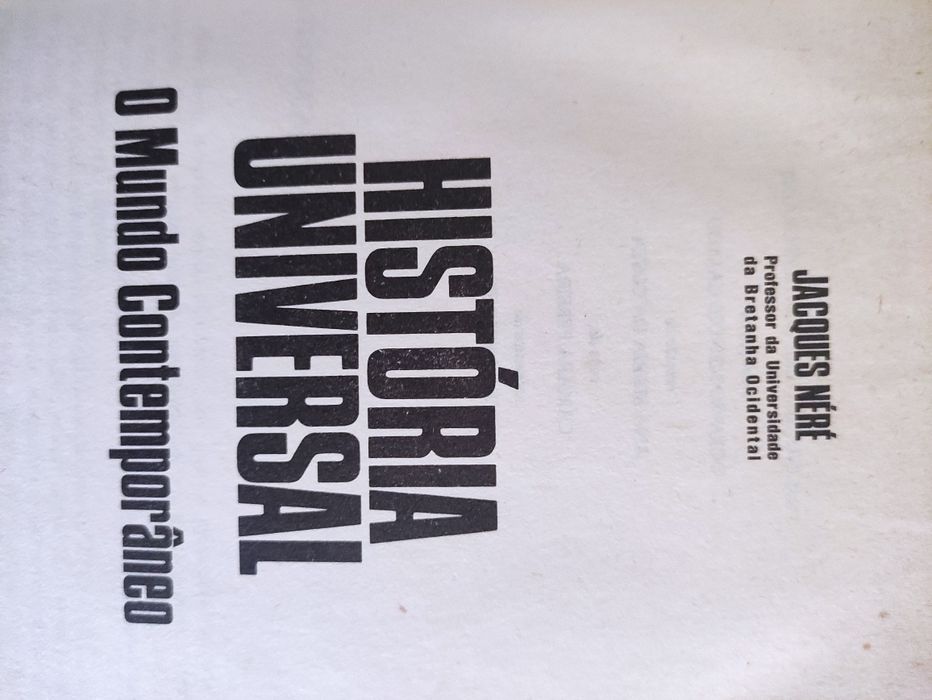 JACQUES NÉRÉ
Professor da Universidade
da Bretanha Ocidental
HISTÓRIA
UNIVERSAL
O Mundo Contemporâneo